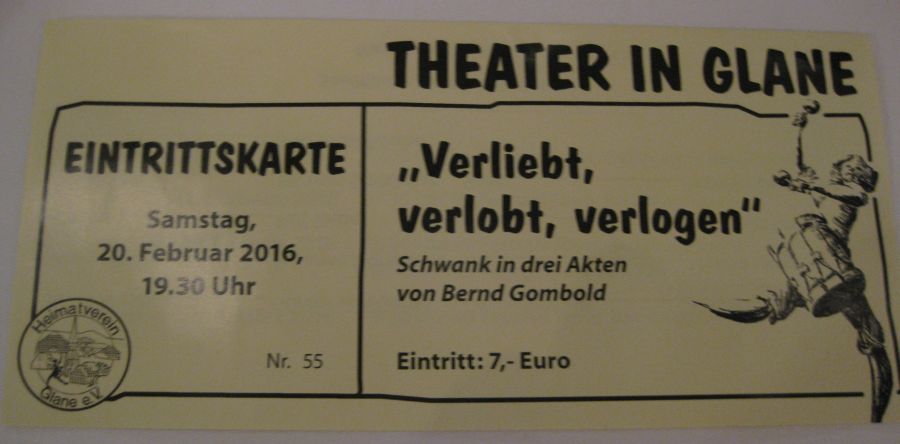 THEATER IN GLANE
EINTRITTSKARTE
Samstag,
20. Februar 2016,
19.30 Uhr
Nr. 55
Heimatverein
Glane e.V.
„Verliebt,
verlobt, verlogen“
Schwank in drei Akten
von Bernd Gombold
Eintritt: 7,- Euro